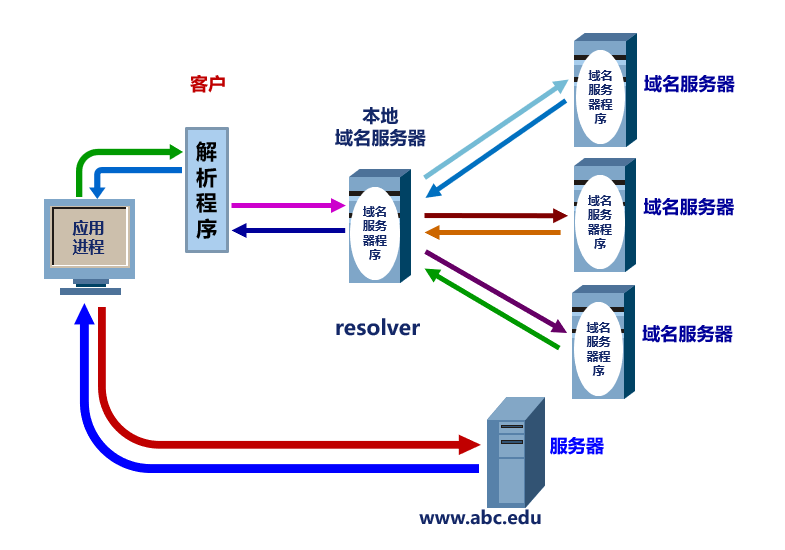 客户
解析程序
应用
进程
本地
域名服务器
域名
服务
器程
序
resolver
域名
服务
器程
序
域名服务器
域名
服务
器程
序
域名服务器
域名
服务
器程
序
域名服务器
服务器
www.abc.edu